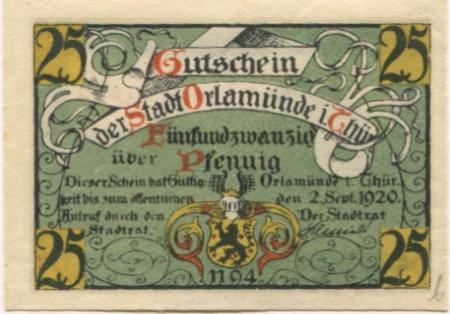 25 Gutschein 25
der Stadt Orlamünde i. Thür.
Fünfundzwanzig
über Pfennig
Dieser Schein hat Gültig- Orlamünde i. Thür.
keit bis zum öffentlichen den 2. Sept. 1920.
Aufruf durch den Der Stadtrat
Stadtrat.
25 1194 25